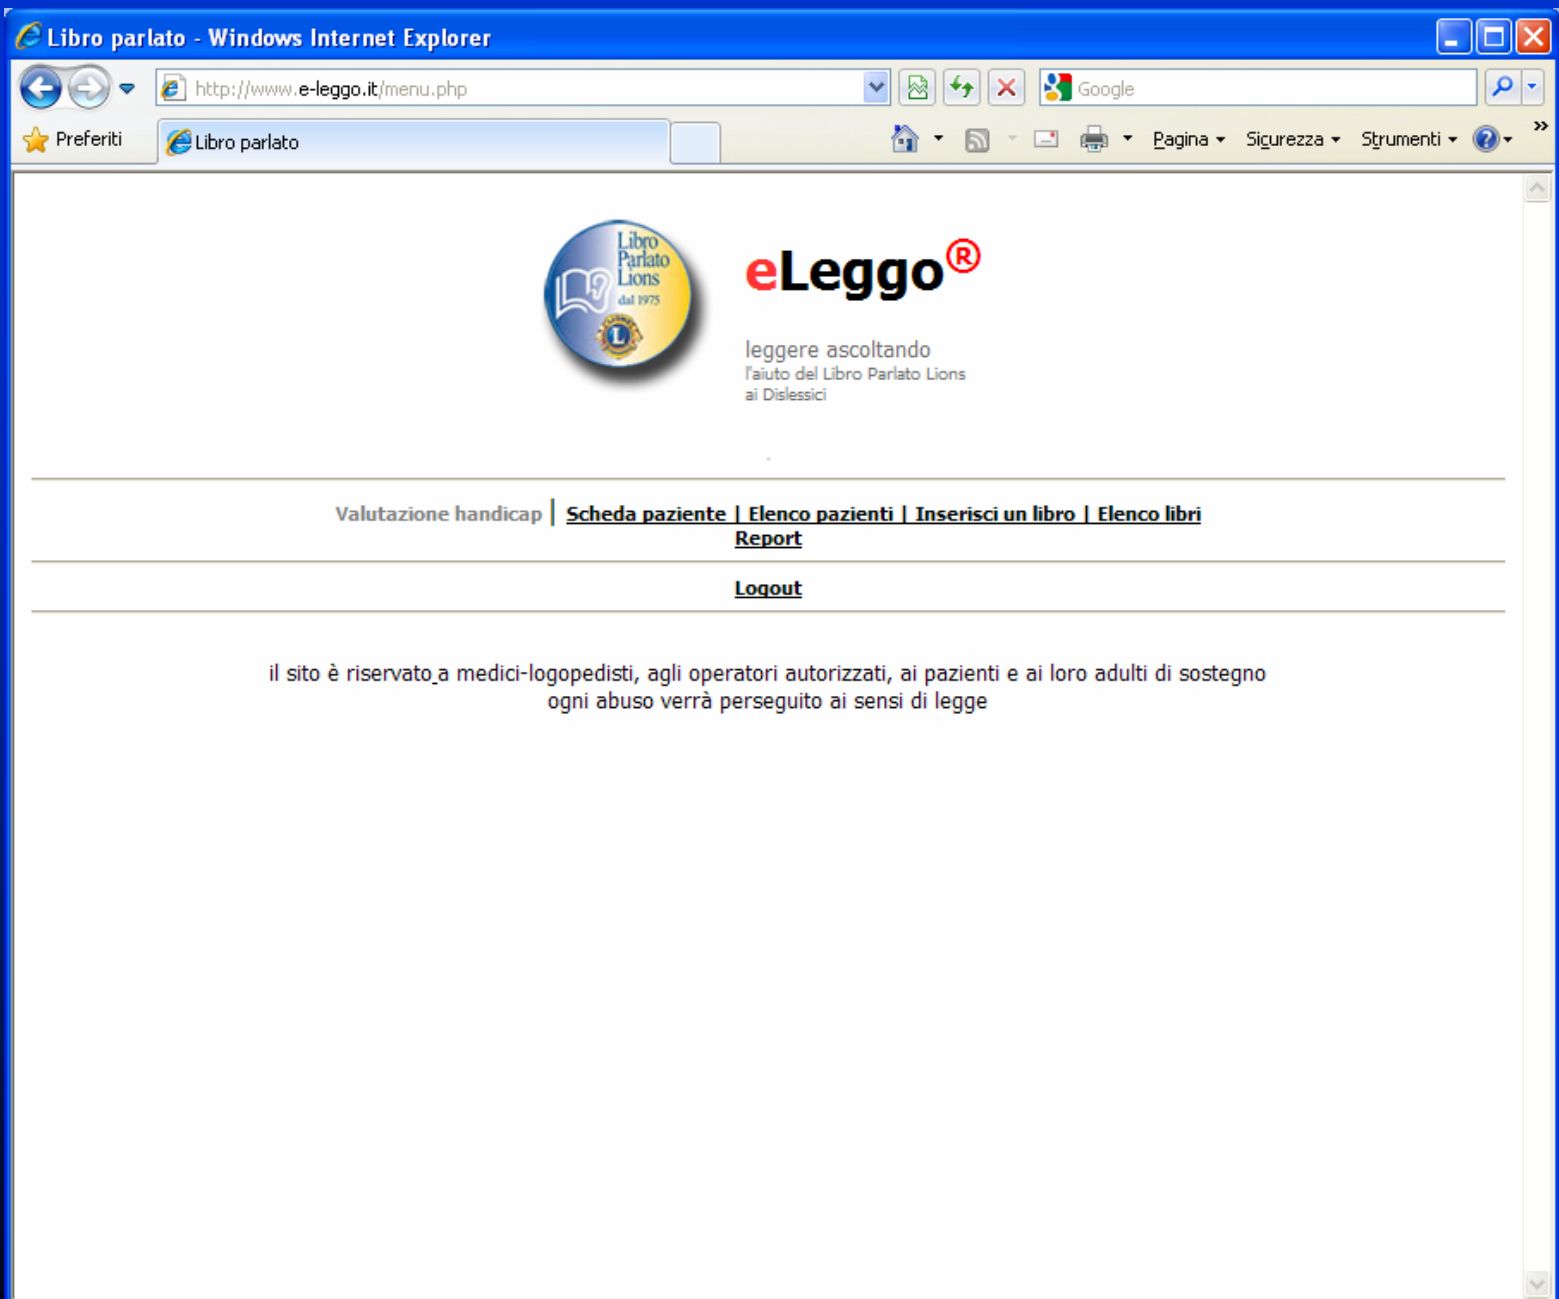 Libro parlato - Windows Internet Explorer
http://www.e-leggo.it/menu.php
Google
Preferiti
Libro parlato
Pagina
Sicurezza
Strumenti
»
Libro
Parlato
Lions
dal 1975
L
eLeggo®
leggere ascoltando
l'aiuto del Libro Parlato Lions
ai Dislessici
Valutazione handicap | Scheda paziente | Elenco pazienti | Inserisci un libro | Elenco libri
Report
Logout
il sito è riservato a medici-logopedisti, agli operatori autorizzati, ai pazienti e ai loro adulti di sostegno
ogni abuso verrà perseguito ai sensi di legge